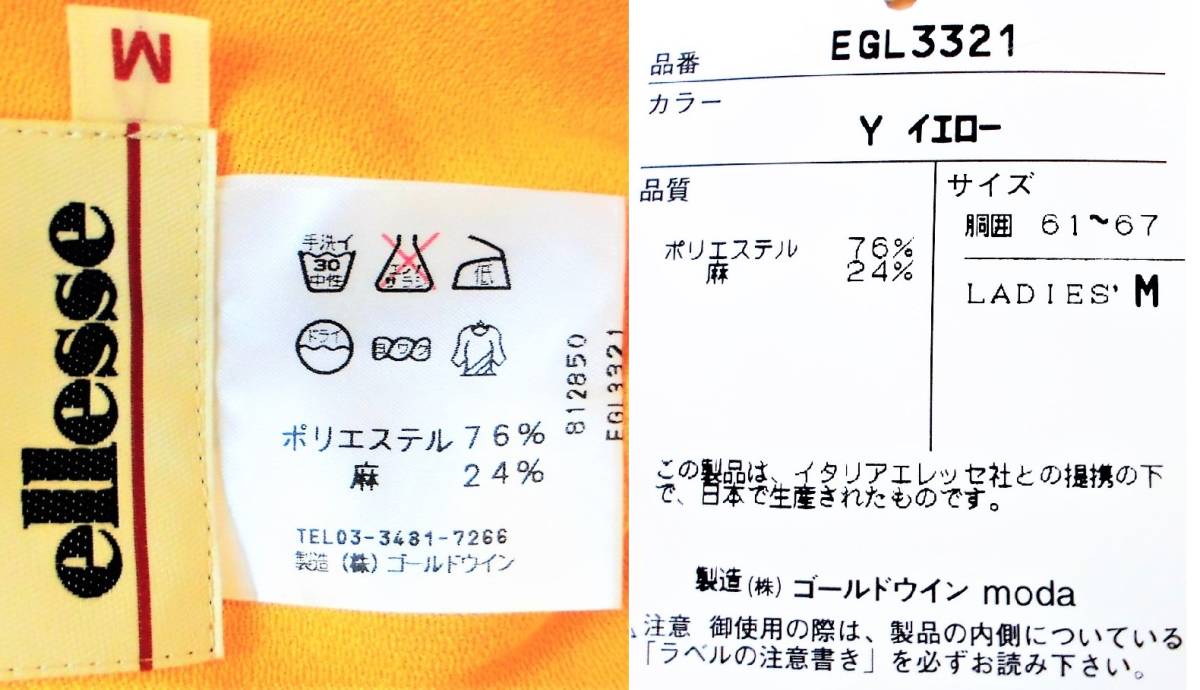 M
ellesse
手洗イ
30
中性
エンソ
サラシ
低
ドライ
ヨワク
ポリエステル 76%
麻 24%
TEL03-3481-7266
製造 (株) ゴールドウイン
812850
EGL3321
品番 EGL3321
カラー
Y イエロー
品質
ポリエステル 76%
麻 24%
サイズ
胴囲 61~67
LADIES' M
この製品は、イタリアエレッセ社との提携の下
で、日本で生産されたものです。
製造 (株) ゴールドウイン moda
注意 御使用の際は、製品の内側についている
「ラベルの注意書き」を必ずお読み下さい。